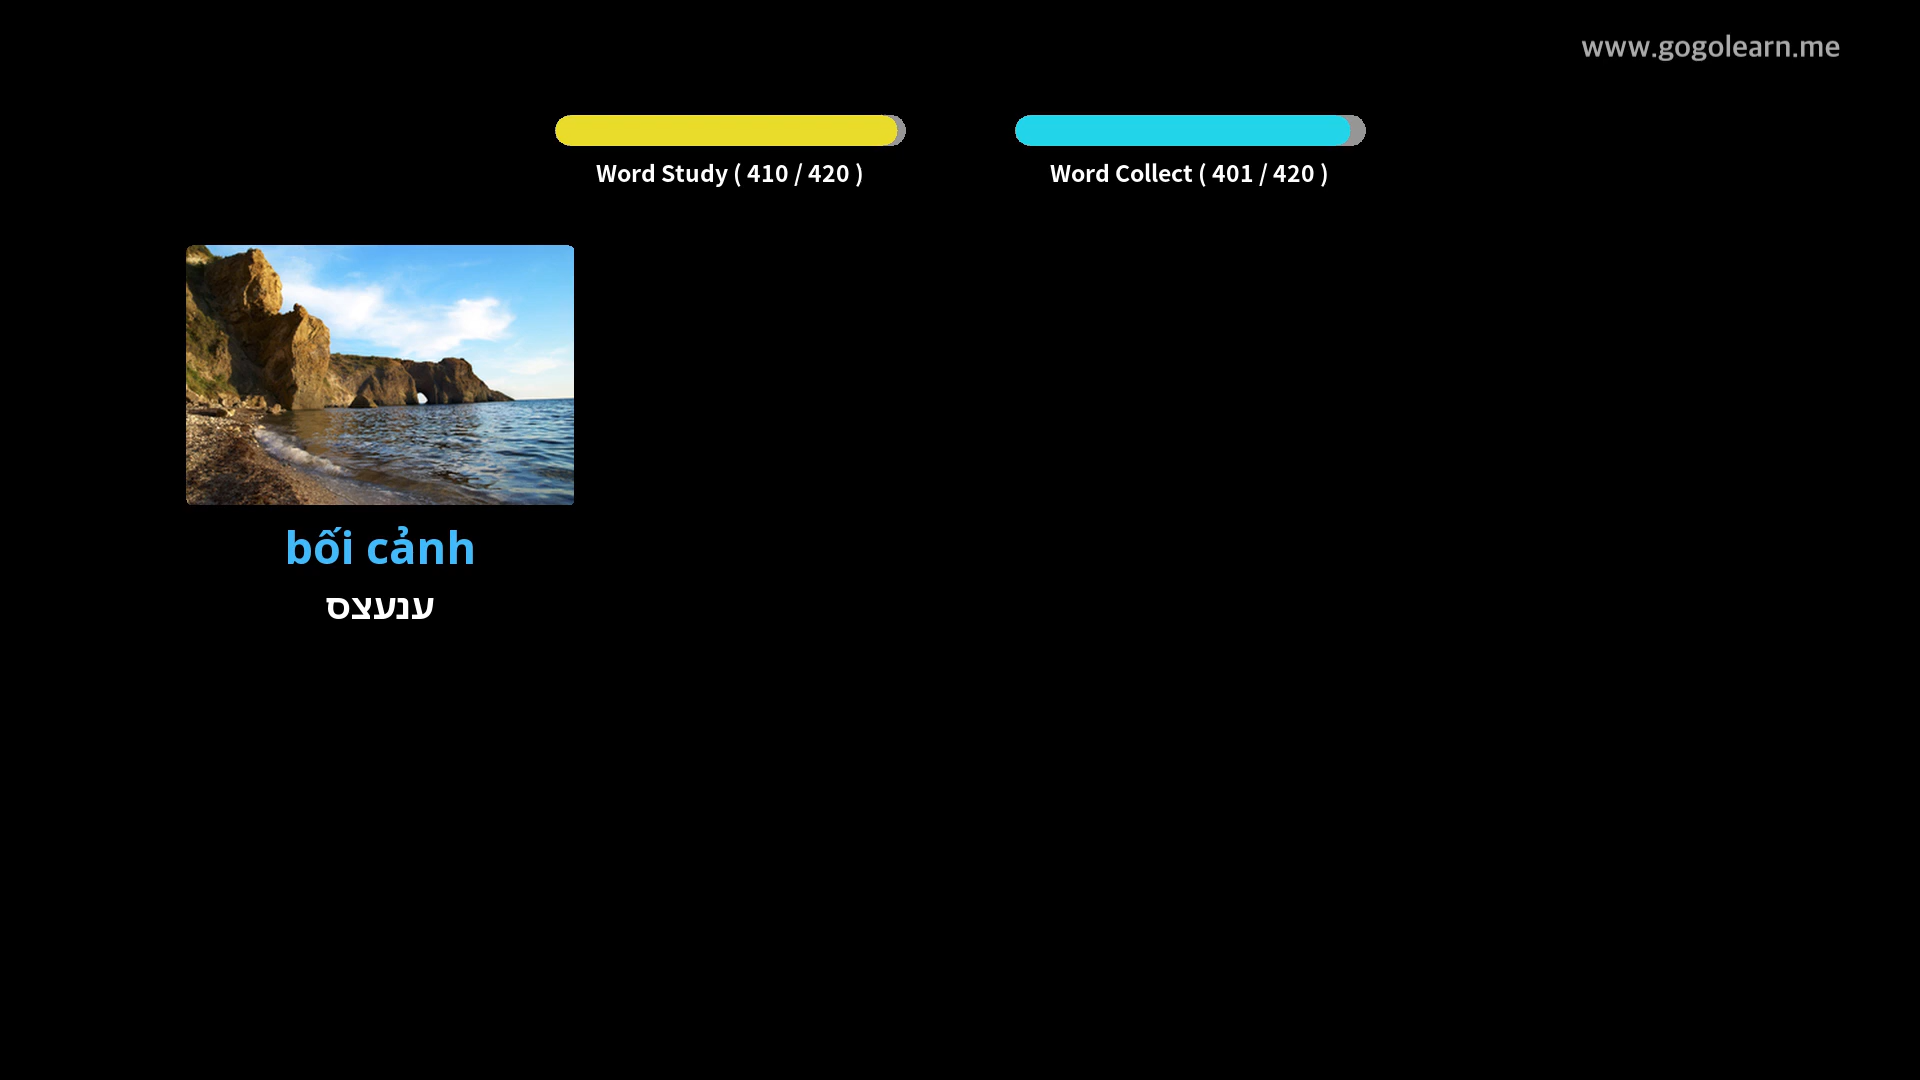 www.gogolearn.me
Word Study ( 410 / 420 )
Word Collect ( 401 / 420 )
bối cảnh
ענעצס